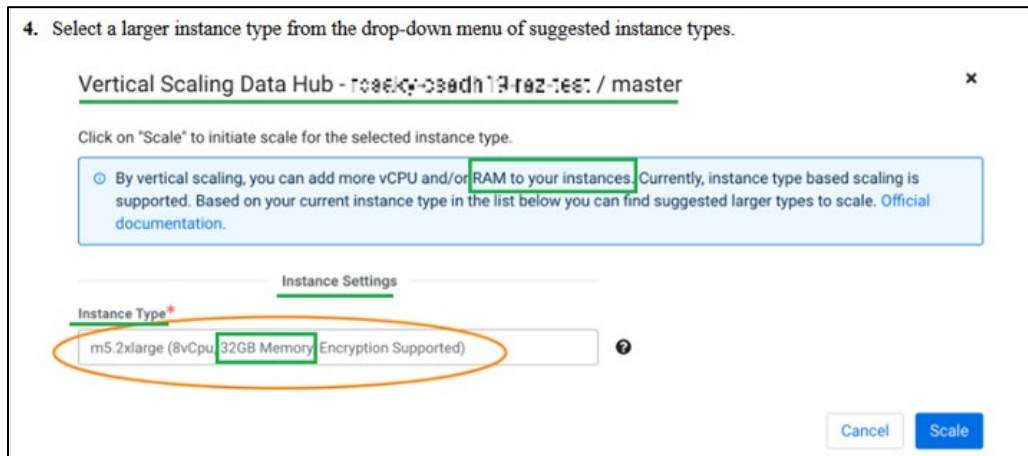 4. Select a larger instance type from the drop-down menu of suggested instance types.
Vertical Scaling Data Hub - / master
Click on "Scale" to initiate scale for the selected instance type.
By vertical scaling, you can add more vCPU and/or RAM to your instances. Currently, instance type based scaling is
supported. Based on your current instance type in the list below you can find suggested larger types to scale. Official
documentation.
Instance Settings
Instance Type*
m5.2xlarge (8vCpu, 32GB Memory, Encryption Supported)
Cancel Scale